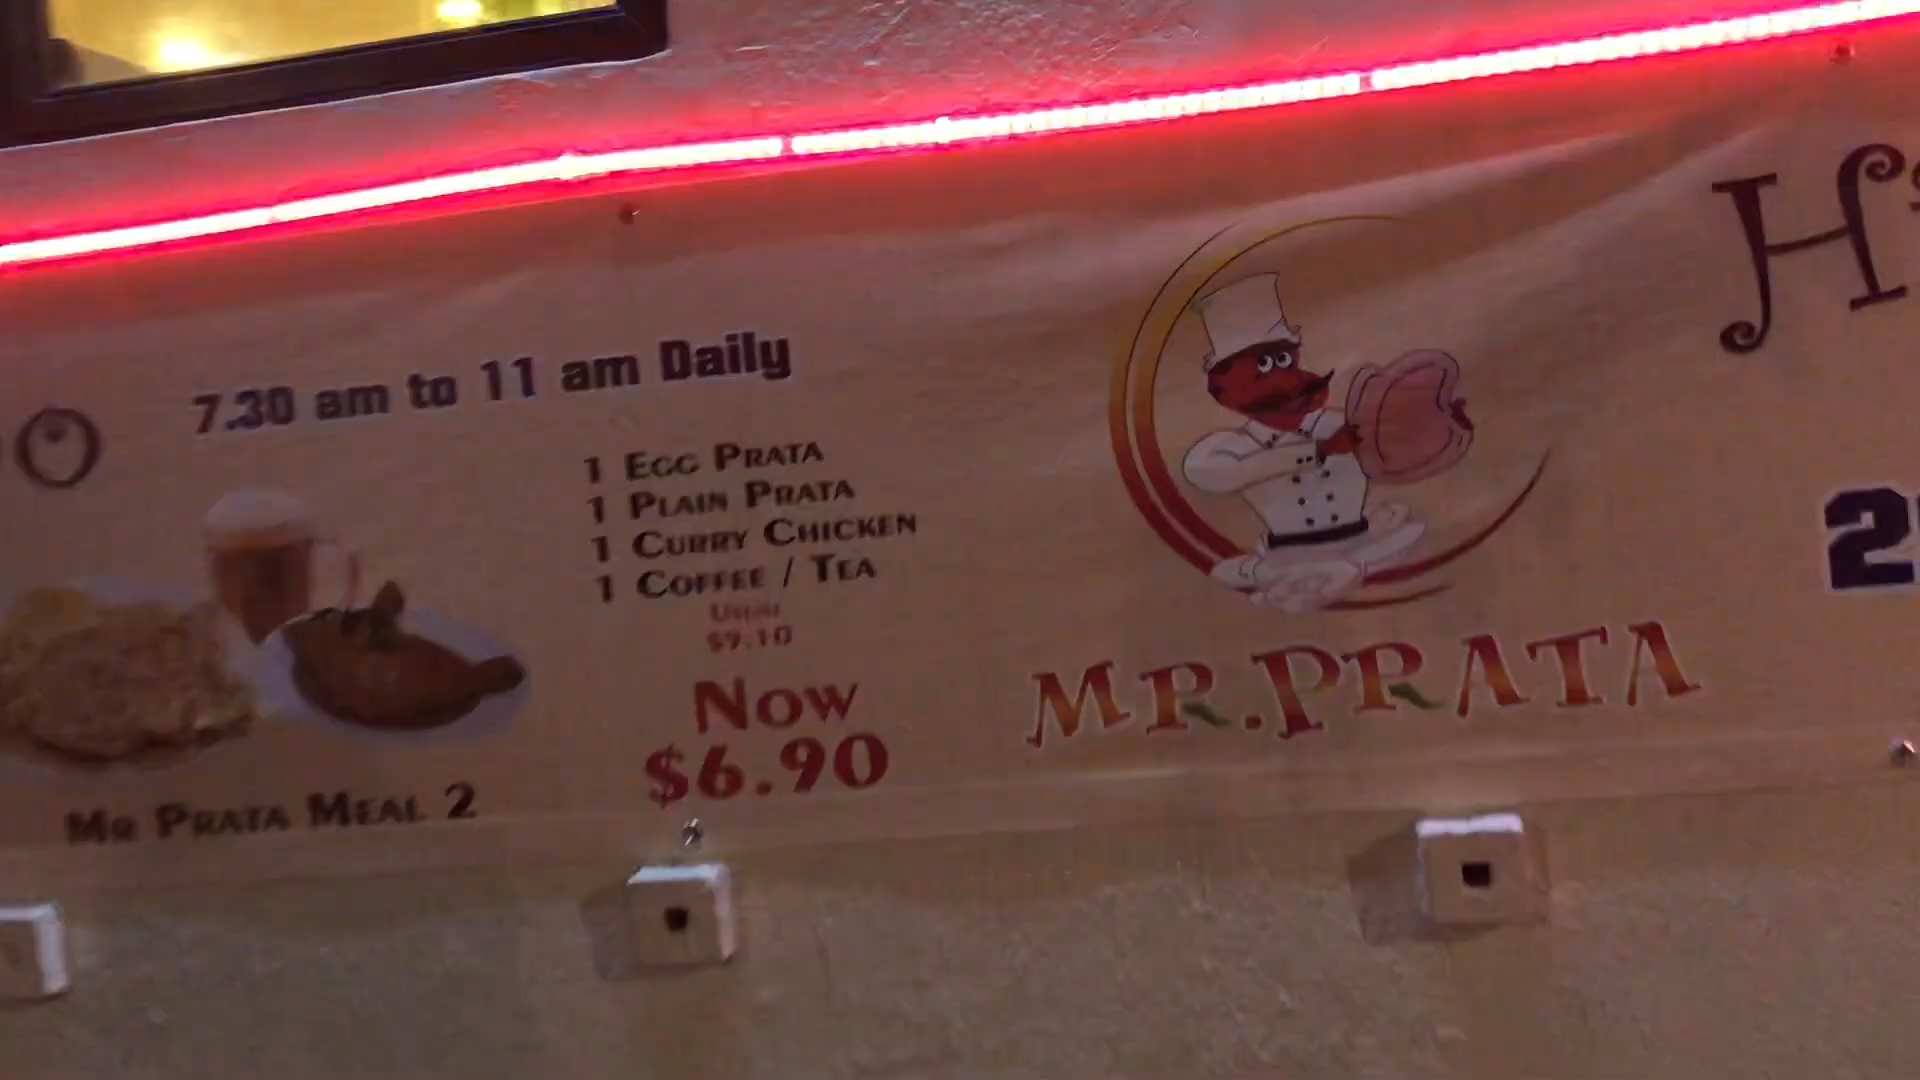 7.30 am to 11 am Daily
1 Egg Prata
1 Plain Prata
1 Curry Chicken
1 Coffee / Tea
$9.10
Now
$6.90
Mr Prata Meal 2
Mr.Prata